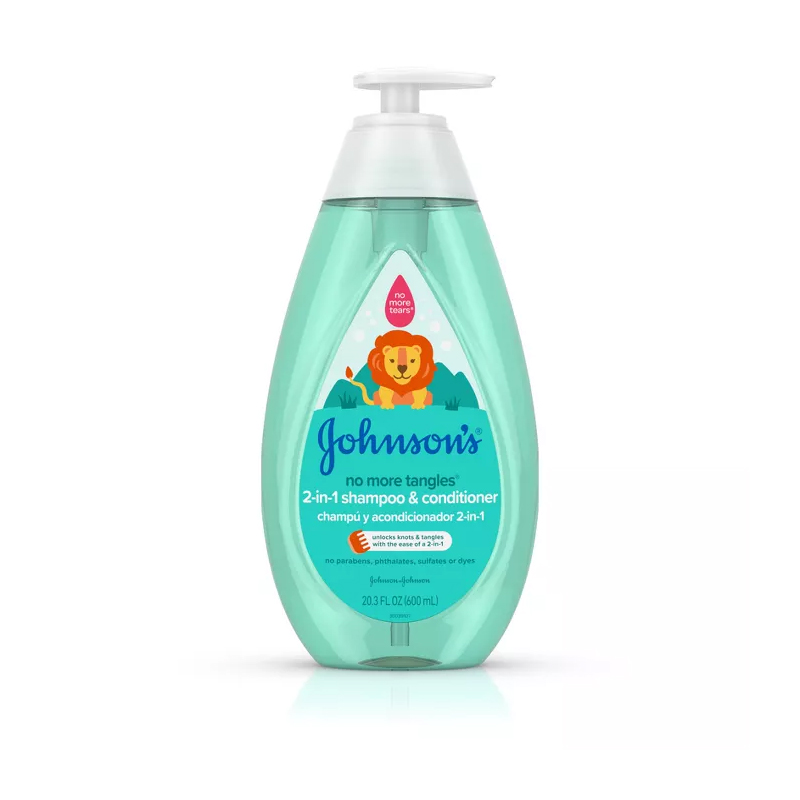 no
more
tears®
Johnson's®
no more tangles®
2-in-1 shampoo & conditioner
champú y acondicionador 2-in-1
unlocks knots & tangles
with the ease of a 2-in-1
no parabens, phthalates, sulfates or dyes
Johnson+Johnson
20.3 FL OZ (600 mL)